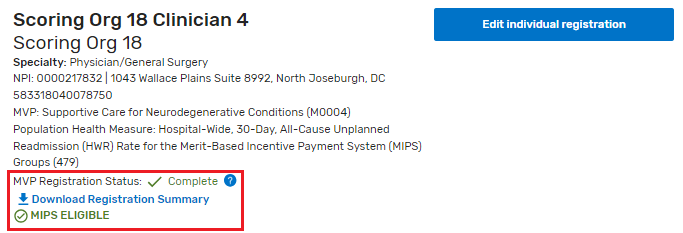 Scoring Org 18 Clinician 4
Edit individual registration
Scoring Org 18
Specialty: Physician/General Surgery
NPI: 0000217832 | 1043 Wallace Plains Suite 8992, North Joseburgh, DC
583318040078750
MVP: Supportive Care for Neurodegenerative Conditions (M0004)
Population Health Measure: Hospital-Wide, 30-Day, All-Cause Unplanned
Readmission (HWR) Rate for the Merit-Based Incentive Payment System (MIPS)
Groups (479)
MVP Registration Status: Complete ?
Download Registration Summary
MIPS ELIGIBLE